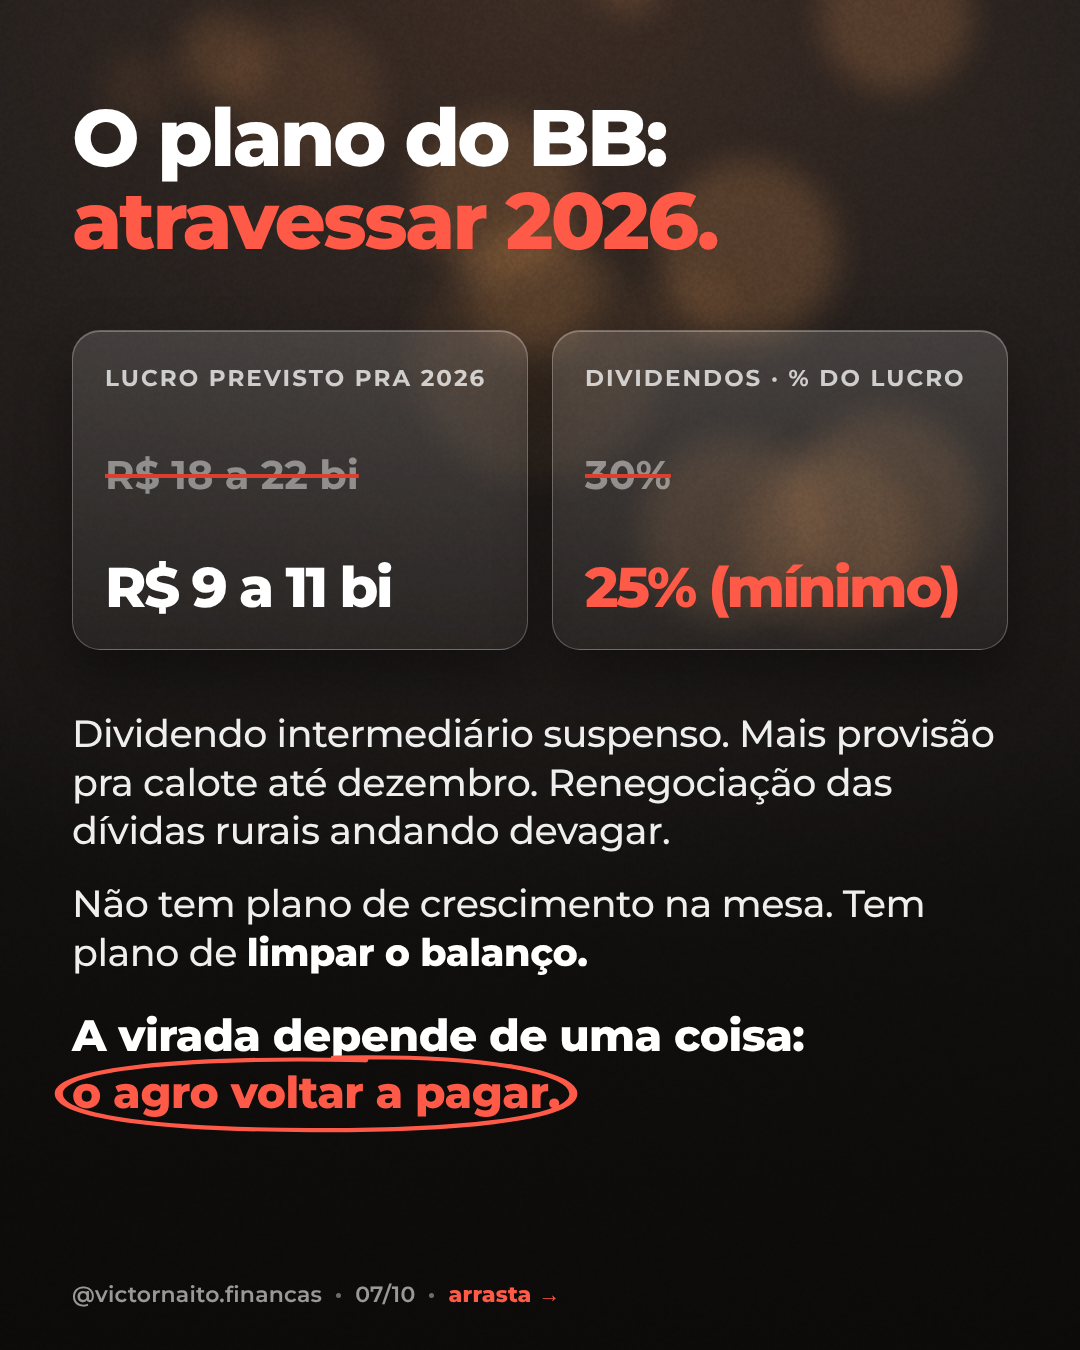 O plano do BB:
atravessar 2026.
LUCRO PREVISTO PRA 2026
R$ 18 a 22 bi
R$ 9 a 11 bi
DIVIDENDOS · % DO LUCRO
30%
25% (mínimo)
Dividendo intermediário suspenso. Mais provisão
pra calote até dezembro. Renegociação das
dívidas rurais andando devagar.
Não tem plano de crescimento na mesa. Tem
plano de limpar o balanço.
A virada depende de uma coisa:
o agro voltar a pagar.
@victornaito.financas • 07/10 • arrasta →